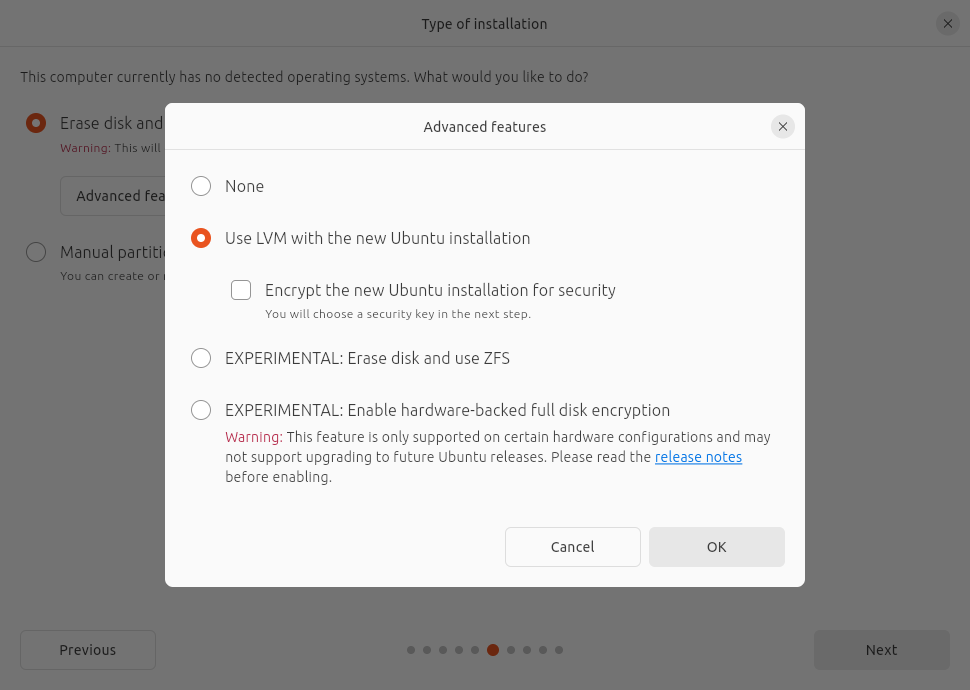 Type of installation
This computer currently has no detected operating systems. What would you like to do?
Erase disk and
Warning: This will
Advanced fea
Manual partiti
You can create or
Advanced features
None
Use LVM with the new Ubuntu installation
Encrypt the new Ubuntu installation for security
You will choose a security key in the next step.
EXPERIMENTAL: Erase disk and use ZFS
EXPERIMENTAL: Enable hardware-backed full disk encryption
Warning: This feature is only supported on certain hardware configurations and may
not support upgrading to future Ubuntu releases. Please read the release notes
before enabling.
Cancel
OK
Previous
Next